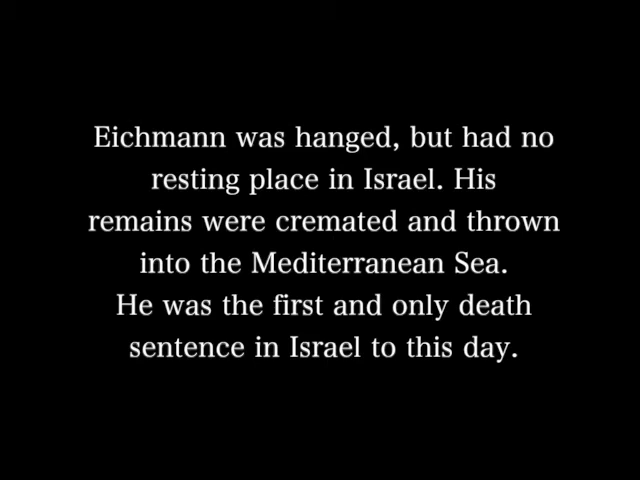 Eichmann was hanged, but had no
resting place in Israel. His
remains were cremated and thrown
into the Mediterranean Sea.
He was the first and only death
sentence in Israel to this day.